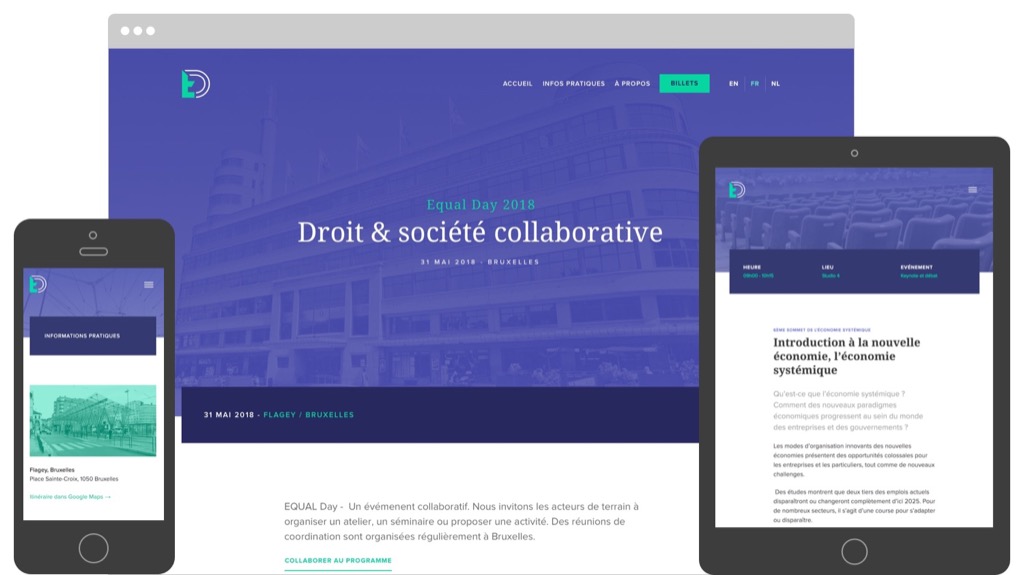 ACCUEIL INFOS PRATIQUES À PROPOS BILLETS EN FR NL
Equal Day 2018
Droit & société collaborative
31 MAI 2018 - BRUXELLES
31 MAI 2018 - FLAGEY / BRUXELLES
EQUAL Day - Un événement collaboratif. Nous invitons les acteurs de terrain à
organiser un atelier, un séminaire ou proposer une activité. Des réunions de
coordination sont organisées régulièrement à Bruxelles.
COLLABORER AU PROGRAMME
INFORMATIONS PRATIQUES
Flagey, Bruxelles
Place Sainte-Croix, 1050 Bruxelles
Itinéraire dans Google Maps →
HEURE LIEU EVÉNEMENT
Studio 4 Keynote et débat
6ÈME SOMMET DE L'ÉCONOMIE SYSTÉMIQUE
Introduction à la nouvelle
économie, l'économie
systémique
Qu'est-ce que l'économie systémique ?
Comment des nouveaux paradigmes
économiques progressent au sein du monde
des entreprises et des gouvernements ?
Les modes d'organisation innovants des nouvelles
économies présentent des opportunités colossales pour
les entreprises et les particuliers, tout comme de nouveaux
challenges.
Des études montrent que deux tiers des emplois actuels
disparaîtront ou changeront complètement d'ici 2025. Pour
de nombreux secteurs, il s'agit d'une course pour s'adapter
ou disparaître.